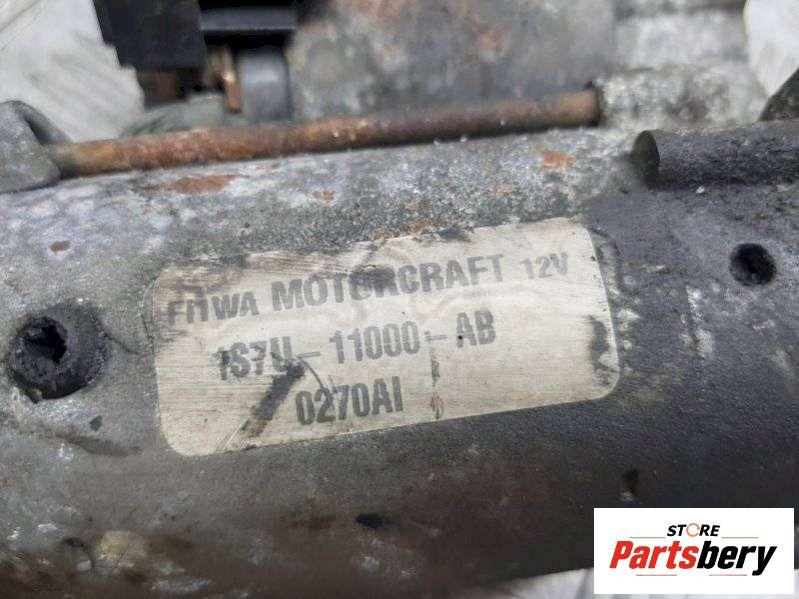 FHWA MOTORCRAFT 12V
1S7U-11000-AB
0270AI
STORE
Partsbery